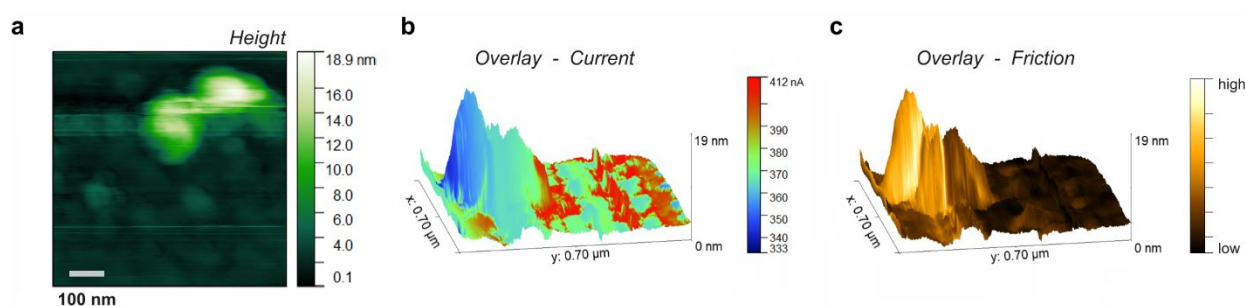 a
Height
18.9 nm
16.0
14.0
12.0
10.0
8.0
6.0
4.0
0.1
100 nm
b
Overlay - Current
412 nA
390
380
370
360
350
340
333
19 nm
0 nm
x: 0.70 µm
y: 0.70 µm
c
Overlay - Friction
high
low
19 nm
0 nm
x: 0.70 µm
y: 0.70 µm